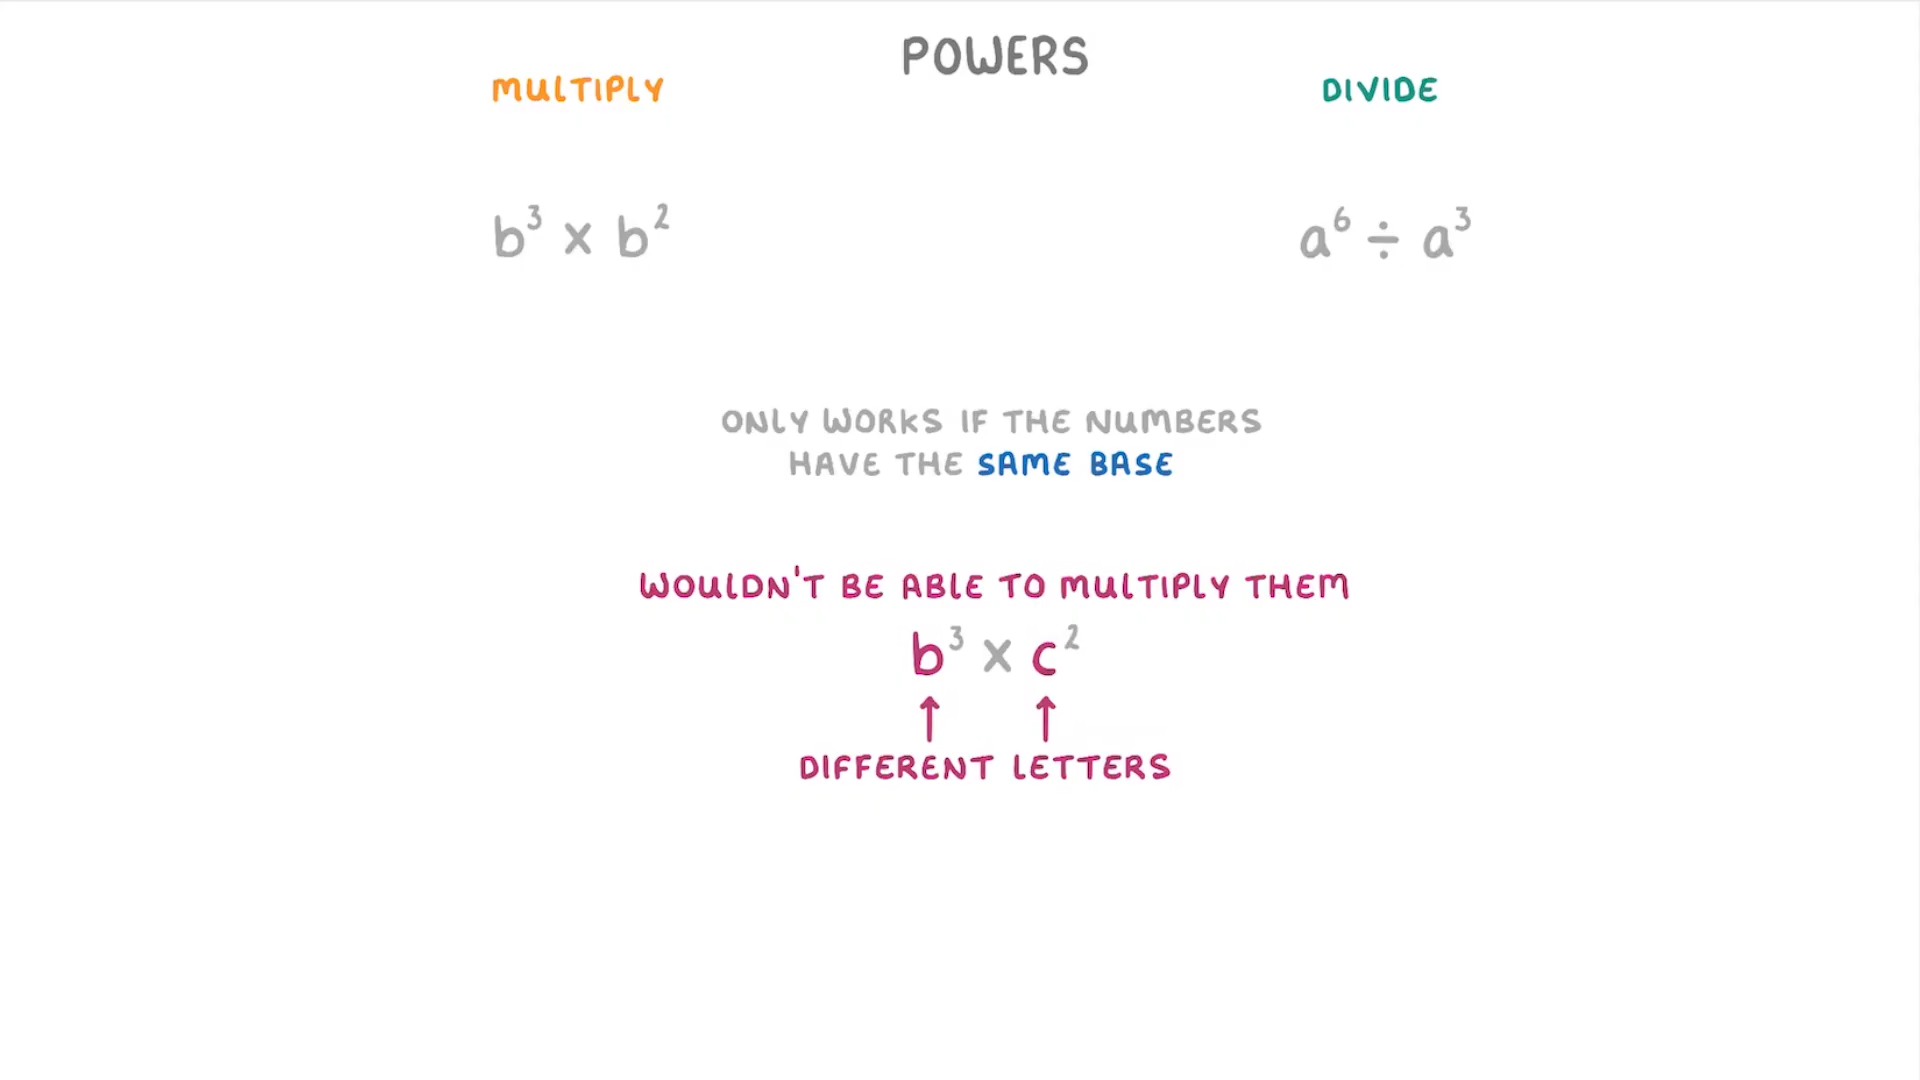 POWERS
MULTIPLY
DIVIDE
b³ x b²
a⁶ ÷ a³
ONLY WORKS IF THE NUMBERS
HAVE THE SAME BASE
WOULDN'T BE ABLE TO MULTIPLY THEM
b³ x c²
↑ ↑
DIFFERENT LETTERS